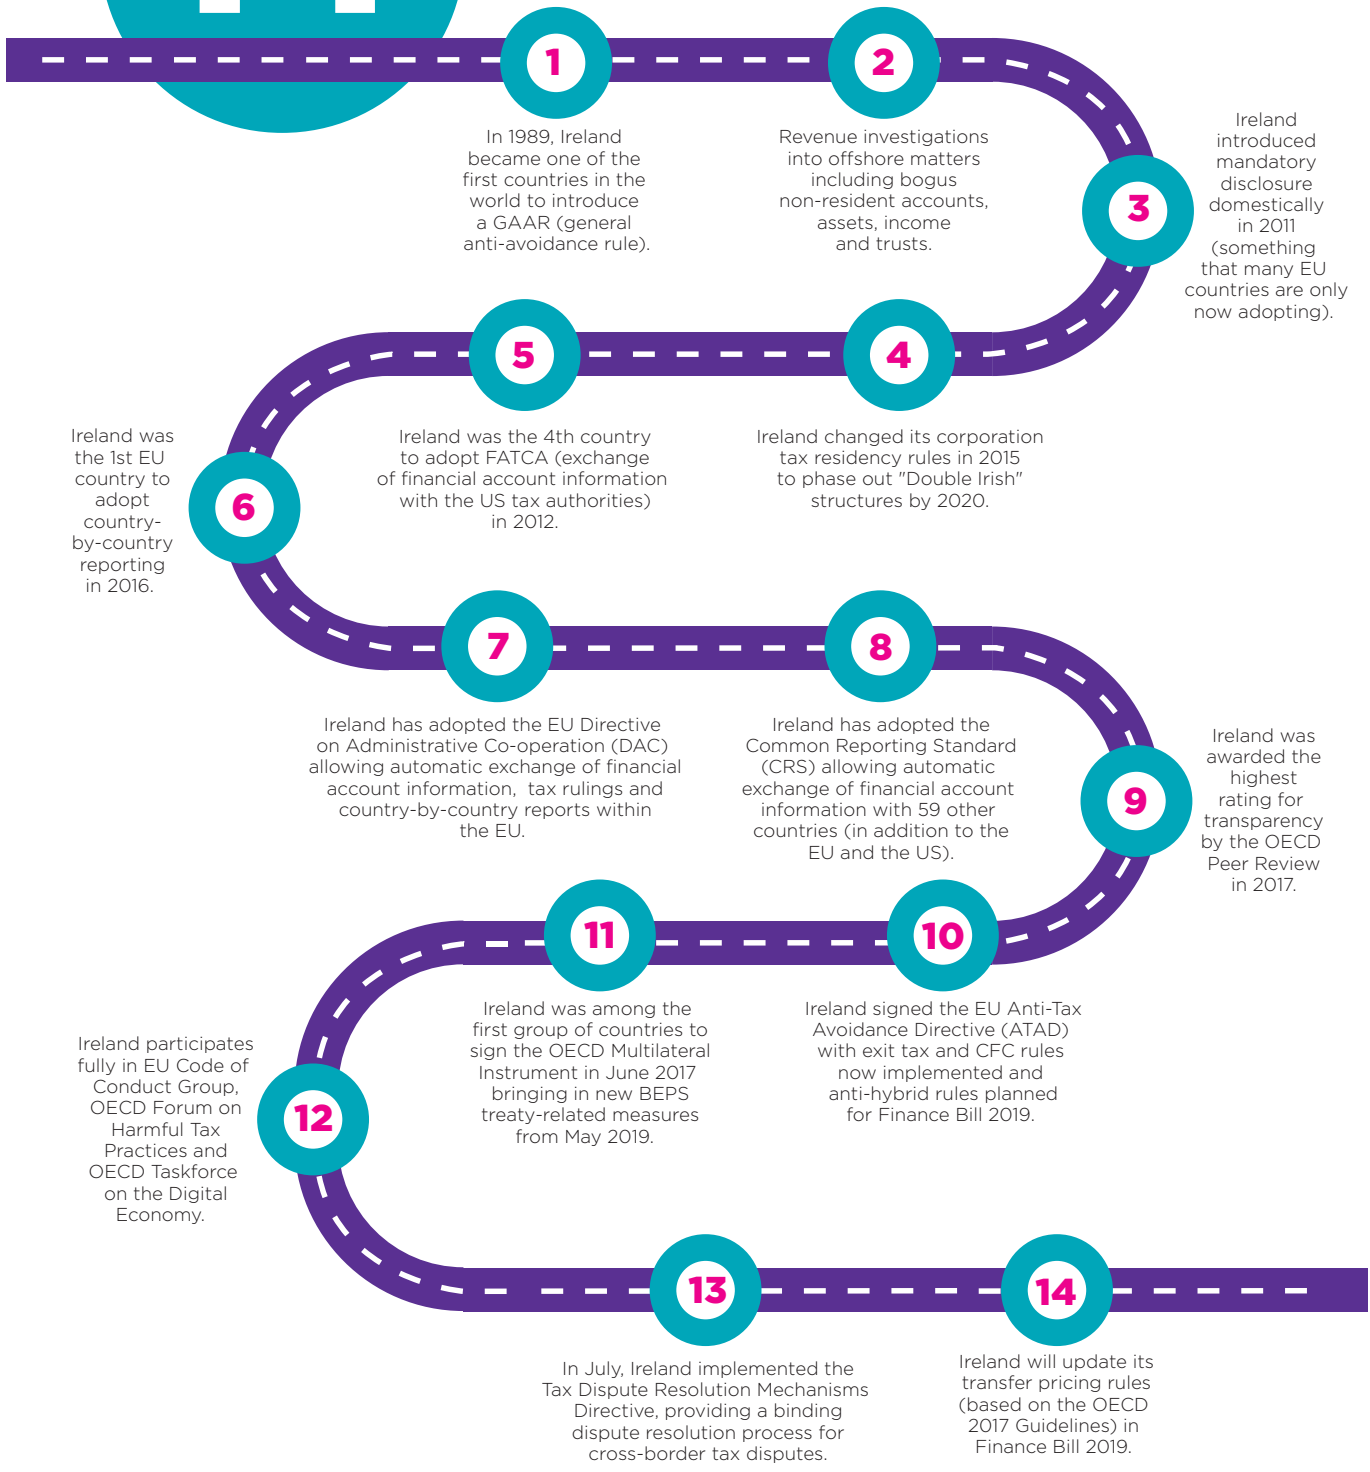 1
In 1989, Ireland
became one of the
first countries in the
world to introduce
a GAAR (general
anti-avoidance rule).
2
Revenue investigations
into offshore matters
including bogus
non-resident accounts,
assets, income
and trusts.
3
Ireland
introduced
mandatory
disclosure
domestically
in 2011
(something
that many EU
countries are only
now adopting).
4
Ireland changed its corporation
tax residency rules in 2015
to phase out "Double Irish"
structures by 2020.
5
Ireland was the 4th country
to adopt FATCA (exchange
of financial account information
with the US tax authorities)
in 2012.
6
Ireland was
the 1st EU
country to
adopt
country-
by-country
reporting
in 2016.
7
Ireland has adopted the EU Directive
on Administrative Co-operation (DAC)
allowing automatic exchange of financial
account information, tax rulings and
country-by-country reports within
the EU.
8
Ireland has adopted the
Common Reporting Standard
(CRS) allowing automatic
exchange of financial account
information with 59 other
countries (in addition to the
EU and the US).
9
Ireland was
awarded the
highest
rating for
transparency
by the OECD
Peer Review
in 2017.
10
Ireland signed the EU Anti-Tax
Avoidance Directive (ATAD)
with exit tax and CFC rules
now implemented and
anti-hybrid rules planned
for Finance Bill 2019.
11
Ireland was among the
first group of countries to
sign the OECD Multilateral
Instrument in June 2017
bringing in new BEPS
treaty-related measures
from May 2019.
12
Ireland participates
fully in EU Code of
Conduct Group,
OECD Forum on
Harmful Tax
Practices and
OECD Taskforce
on the Digital
Economy.
13
In July, Ireland implemented the
Tax Dispute Resolution Mechanisms
Directive, providing a binding
dispute resolution process for
cross-border tax disputes.
14
Ireland will update its
transfer pricing rules
(based on the OECD
2017 Guidelines) in
Finance Bill 2019.